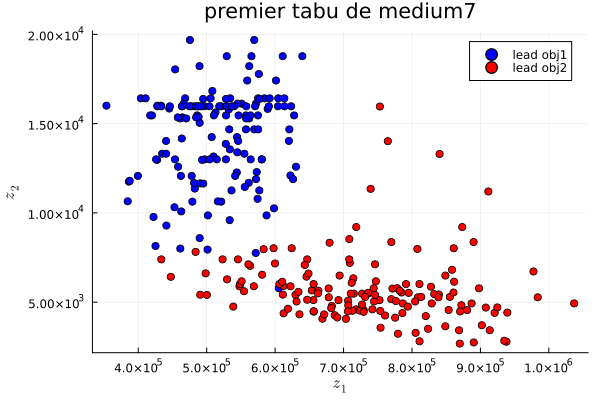 premier tabu de medium7
2.00×10⁴
lead obj1
lead obj2
1.50×10⁴
z₂
1.00×10⁴
5.00×10³
4.0×10⁵ 5.0×10⁵ 6.0×10⁵ 7.0×10⁵ 8.0×10⁵ 9.0×10⁵ 1.0×10⁶
z₁